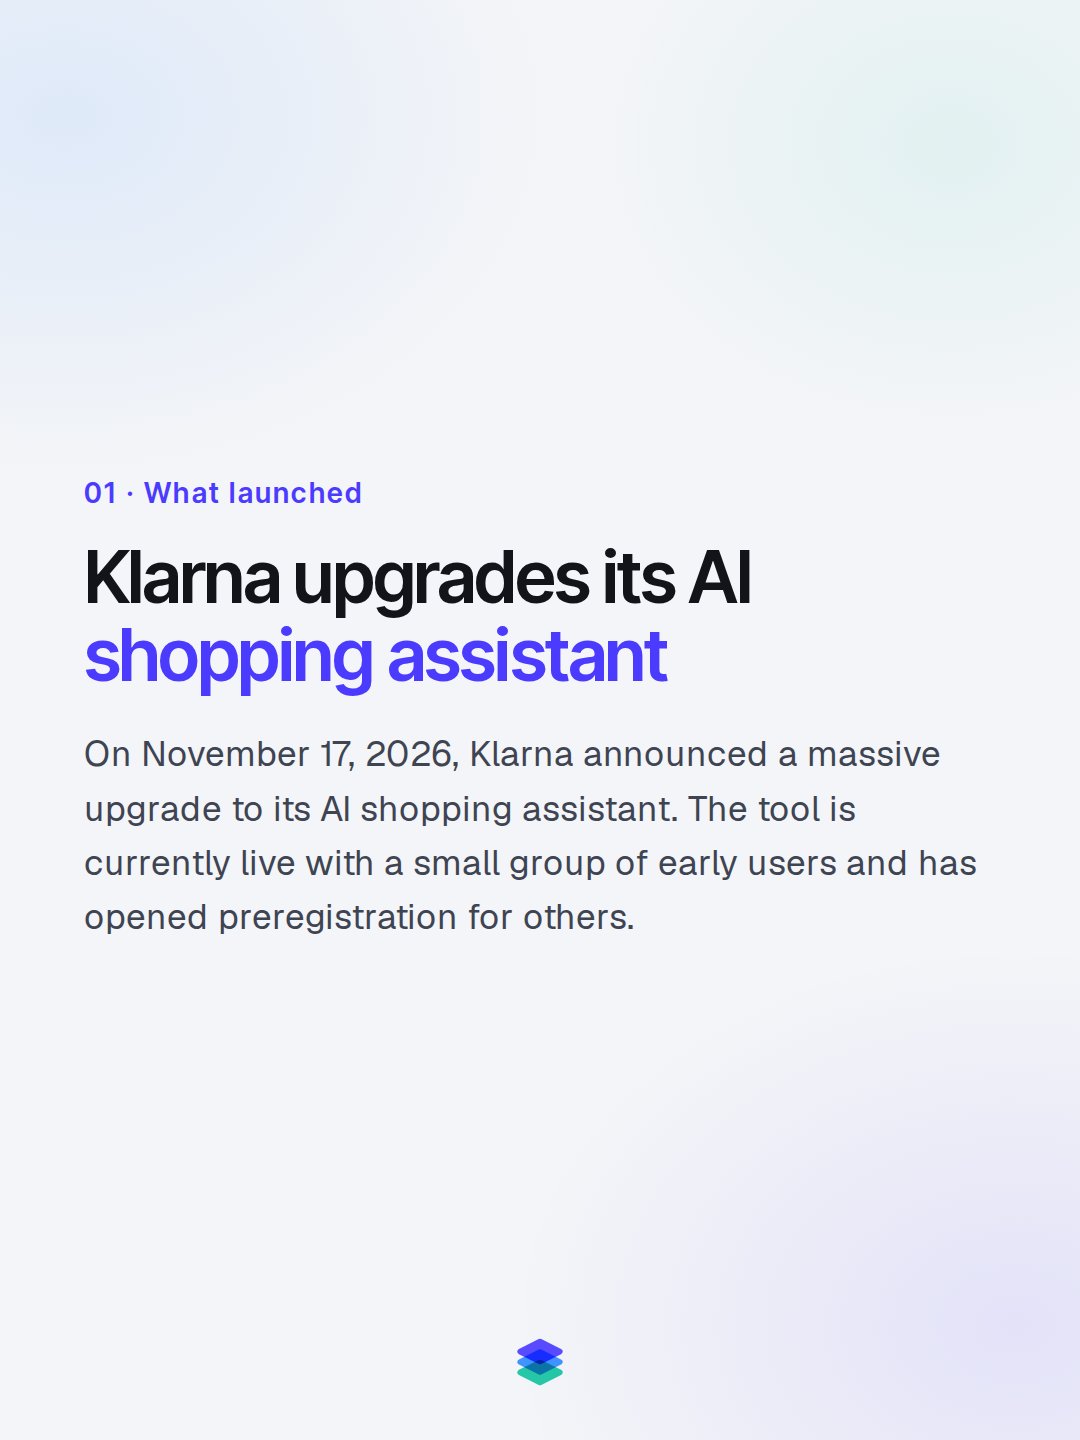 01 · What launched
Klarna upgrades its AI
shopping assistant
On November 17, 2026, Klarna announced a massive
upgrade to its AI shopping assistant. The tool is
currently live with a small group of early users and has
opened preregistration for others.